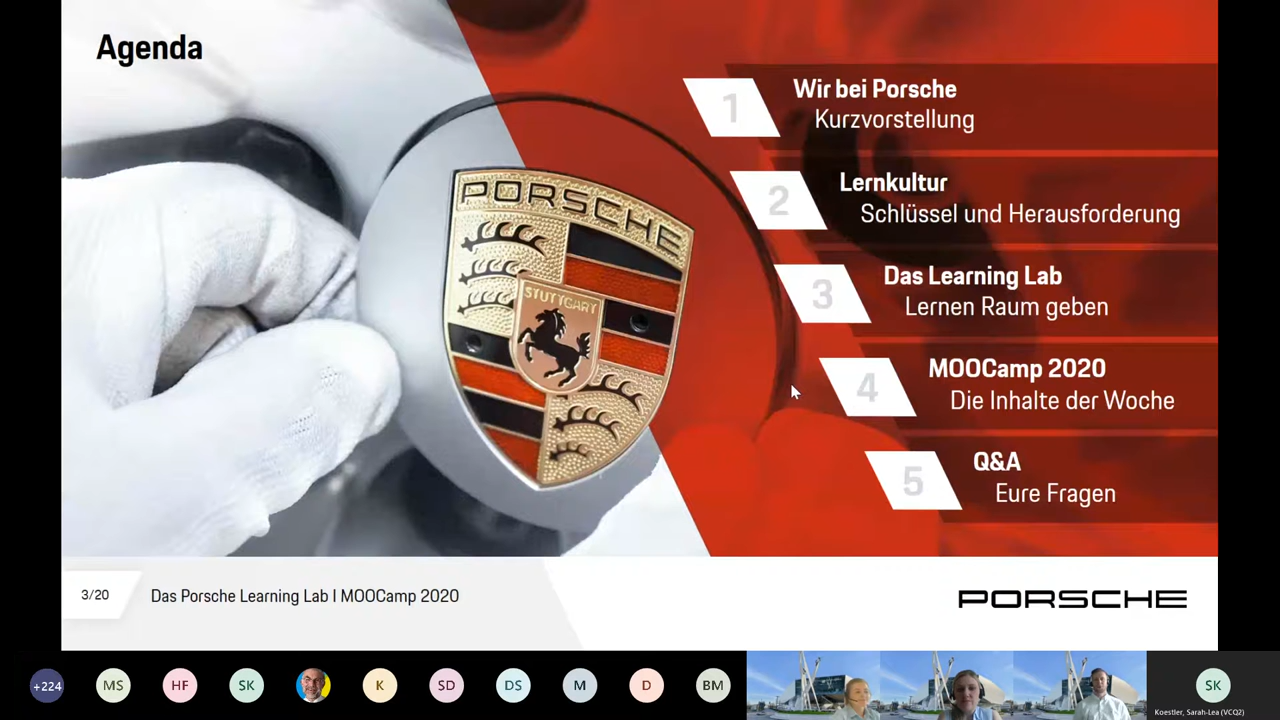 Agenda
1
Wir bei Porsche
Kurzvorstellung
2
Lernkultur
Schlüssel und Herausforderung
3
Das Learning Lab
Lernen Raum geben
4
MOOCamp 2020
Die Inhalte der Woche
5
Q&A
Eure Fragen
PORSCHE
STUTTGART
3/20
Das Porsche Learning Lab I MOOCamp 2020
PORSCHE
+224
MS
HF
SK
K
SD
DS
M
D
BM
SK
Koestler, Sarah-Lea (VCQ2)